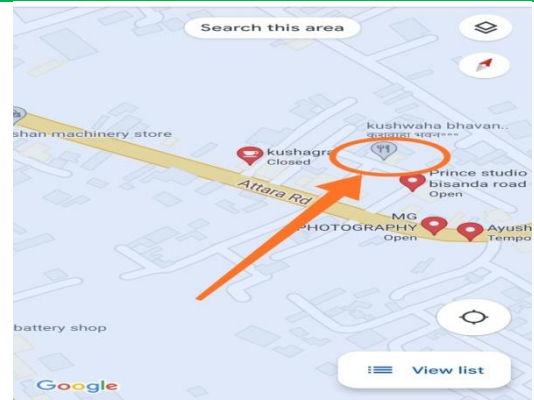 Search this area
kushwaha bhavan..
shan machinery store
kushagra
Closed
Prince studio
bisanda road
Open
Attara Rd
MG
PHOTOGRAPHY
Open
Ayush
Tempo
battery shop
View list
Google